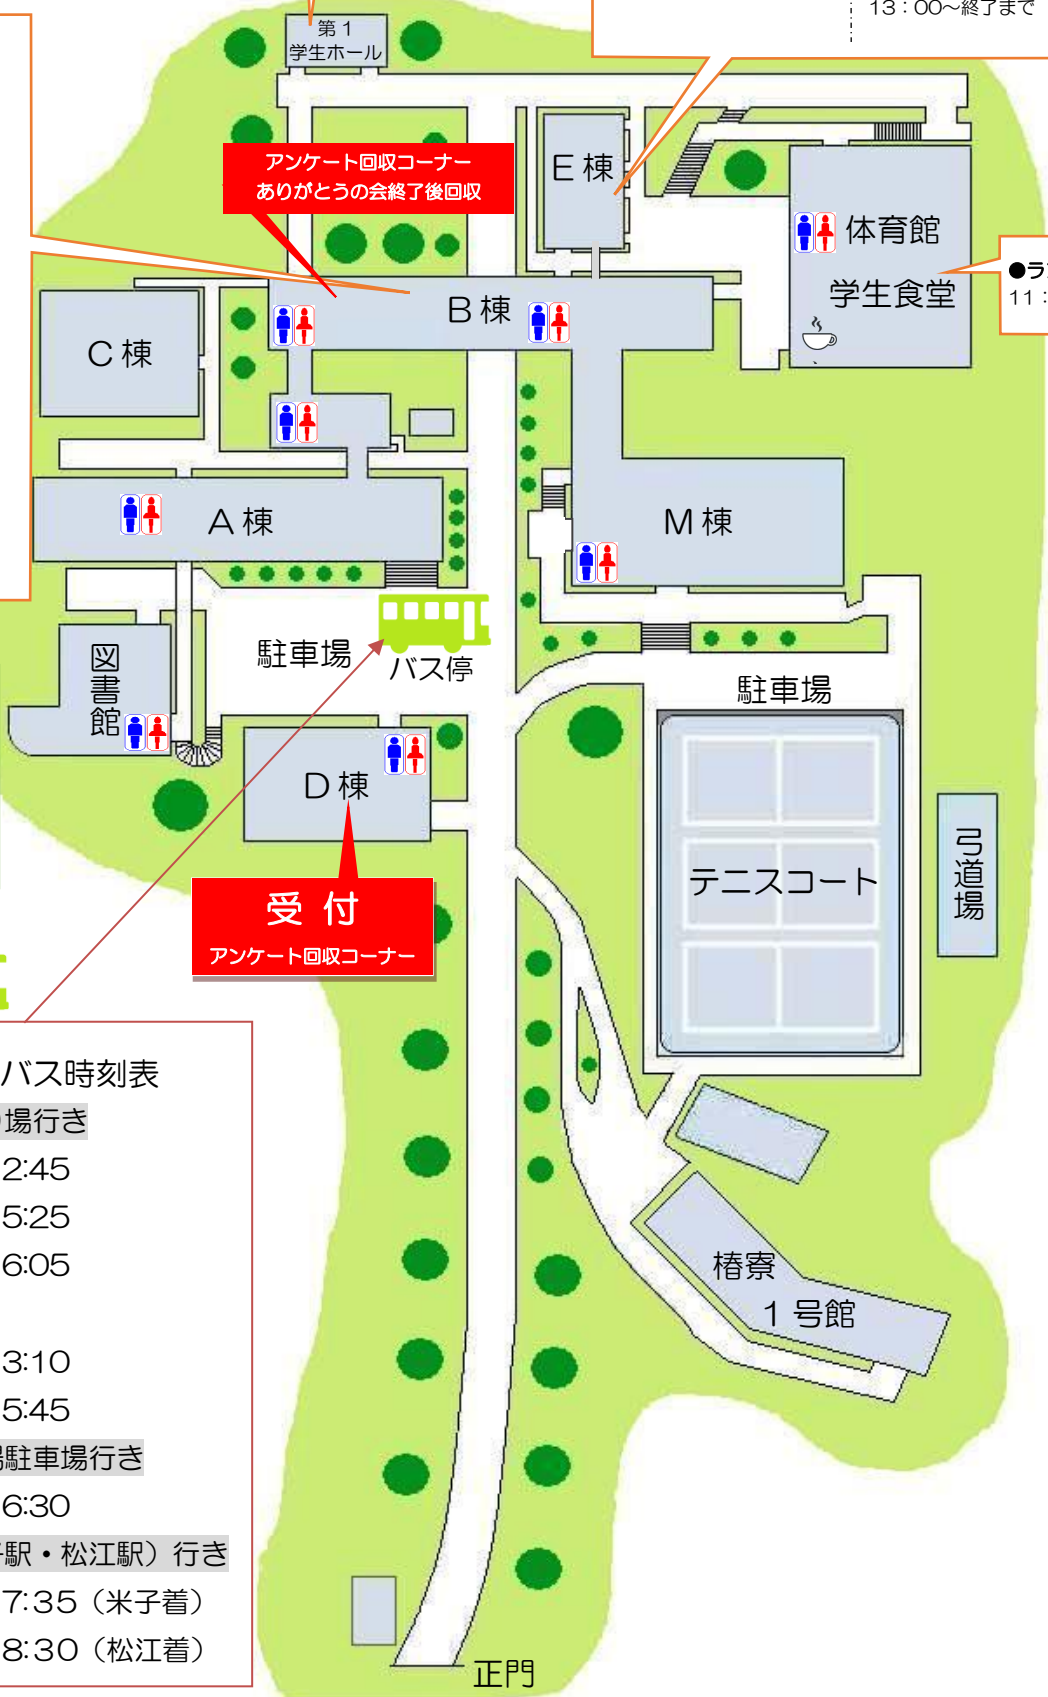 13：00～終了まで
第１
学生ホール
アンケート回収コーナー
ありがとうの会終了後回収
E棟
体育館
学生食堂
●ラ
11：
B棟
C棟
A棟
M棟
図書館
駐車場
バス停
駐車場
D棟
受 付
アンケート回収コーナー
テニスコート
弓道場
バス時刻表
場行き
2:45
5:25
6:05
3:10
5:45
駐車場行き
6:30
駅・松江駅）行き
7:35（米子着）
8:30（松江着）
椿寮
１号館
正門